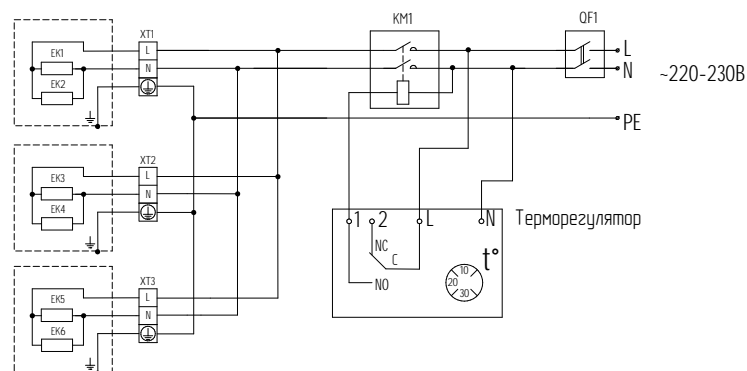 KM1
QF1
XT1
EK1
EK2
L
N
L
N
~220-230В
PE
XT2
EK3
EK4
L
N
1
2
L
N
Терморегулятор
NC
C
NO
t°
10
20
30
XT3
EK5
EK6
L
N